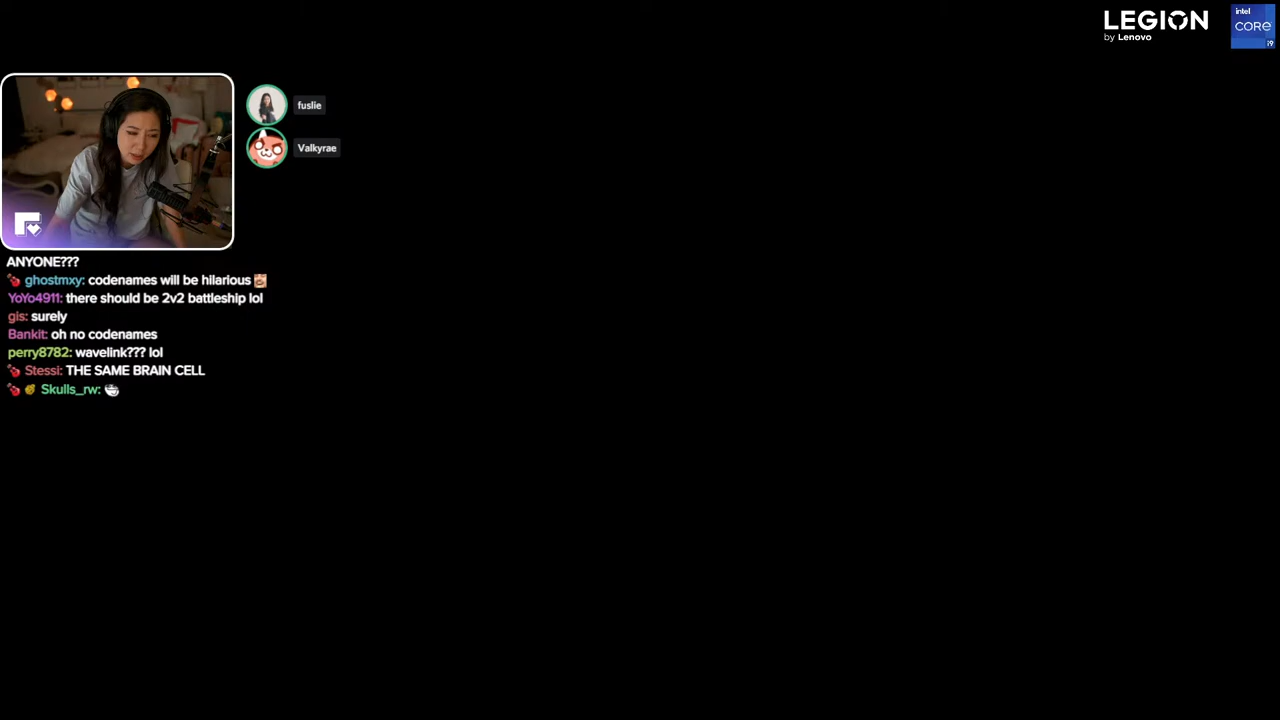 LEGION
by Lenovo
intel
CORE
i9
fuslie
Valkyrae
ANYONE???
ghostmxy: codenames will be hilarious
YoYo4911: there should be 2v2 battleship lol
gis: surely
Bankit: oh no codenames
perry8782: wavelink??? lol
Stessi: THE SAME BRAIN CELL
Skulls_rw: